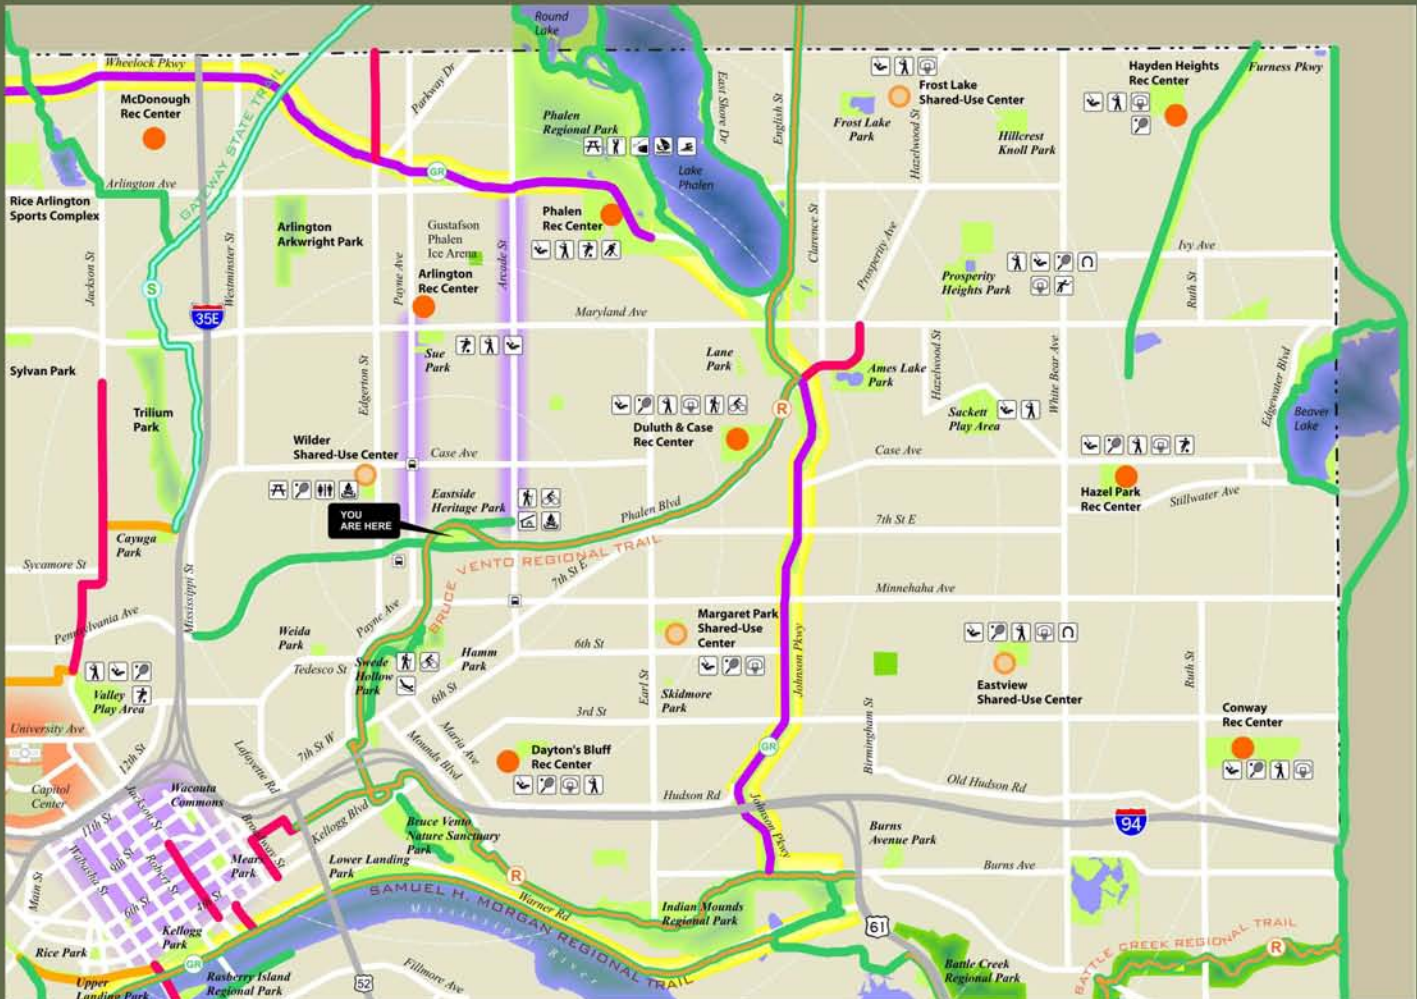 Round
Lake
Wheelock Pkwy
McDonough
Rec Center
GATEWAY STATE TRAIL
Parkway Dr
Phalen
Regional Park
East Shore Dr
English St
Frost Lake
Shared-Use Center
Frost Lake
Park
Hazelwood St
Hillcrest
Knoll Park
Hayden Heights
Rec Center
Furness Pkwy
GR
Lake
Phalen
Arlington Ave
Rice Arlington
Sports Complex
Arlington
Arkwright Park
Gustafson
Phalen
Ice Arena
Arlington
Rec Center
Phalen
Rec Center
Jackson St
Westminster St
Payne Ave
Arcade St
Clarence St
Prosperity Ave
Prosperity
Heights Park
Ivy Ave
Ruth St
S
35E
Maryland Ave
Sylvan Park
Trilium
Park
Edgerton St
Sue
Park
Lane
Park
Ames Lake
Park
Hazelwood St
White Bear Ave
Edgewater Blvd
Beaver
Lake
Sackett
Play Area
R
Duluth & Case
Rec Center
Wilder
Shared-Use Center
Case Ave
Case Ave
Hazel Park
Rec Center
Stillwater Ave
Eastside
Heritage Park
YOU
ARE HERE
Phalen Blvd
7th St E
Cayuga
Park
BRUCE VENTO REGIONAL TRAIL
7th St E
Sycamore St
Mississippi St
Minnehaha Ave
Pennsylvania Ave
Payne Ave
Weida
Park
Margaret Park
Shared-Use
Center
Johnson Pkwy
Tedesco St
Swede
Hollow
Park
Hamm
Park
6th St
6th St
Earl St
Skidmore
Park
Eastview
Shared-Use Center
Ruth St
Valley
Play Area
University Ave
3rd St
Conway
Rec Center
12th St
7th St W
Maria Ave
Mounds Blvd
GR
Birmingham St
Dayton's Bluff
Rec Center
Lafayette Rd
Capitol
Center
Wacouta
Commons
Jackson St
11th St
Hudson Rd
Old Hudson Rd
94
Kellogg Blvd
Bruce Vento
Nature Sanctuary
Park
Johnson Pkwy
Burns
Avenue Park
Burns Ave
Broadway St
9th St
Wabasha St
Robert St
Mears
Park
Lower Landing
Park
Main St
6th St
4th St
R
Warner Rd
SAMUEL H. MORGAN REGIONAL TRAIL
Mississippi River
Indian Mounds
Regional Park
61
Kellogg
Park
Rice Park
GR
Upper
Landing Park
Rasberry Island
Regional Park
52
Fillmore Ave
Battle Creek
Regional Park
BATTLE CREEK REGIONAL TRAIL
R